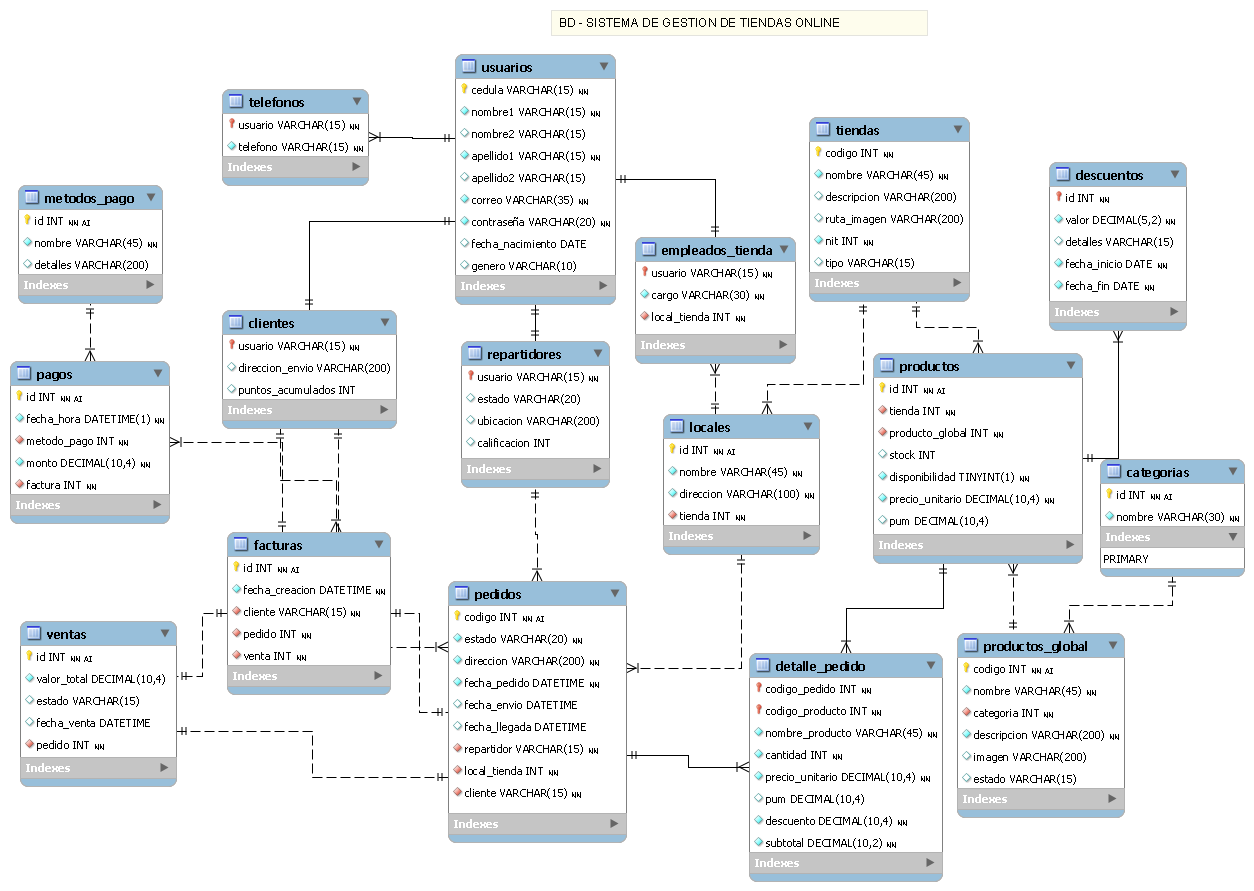 BD - SISTEMA DE GESTION DE TIENDAS ONLINE
usuarios
cedula VARCHAR(15) NN
nombre1 VARCHAR(15) NN
nombre2 VARCHAR(15)
apellido1 VARCHAR(15) NN
apellido2 VARCHAR(15)
correo VARCHAR(35) NN
contraseña VARCHAR(20) NN
fecha_nacimiento DATE
genero VARCHAR(10)
Indexes
telefonos
usuario VARCHAR(15) NN
telefono VARCHAR(15) NN
Indexes
tiendas
codigo INT NN
nombre VARCHAR(45) NN
descripcion VARCHAR(200)
ruta_imagen VARCHAR(200)
nit INT NN
tipo VARCHAR(15)
Indexes
descuentos
id INT NN
valor DECIMAL(5,2) NN
detalles VARCHAR(15)
fecha_inicio DATE NN
fecha_fin DATE NN
Indexes
metodos_pago
id INT NN AI
nombre VARCHAR(45) NN
detalles VARCHAR(200)
Indexes
empleados_tienda
usuario VARCHAR(15) NN
cargo VARCHAR(30) NN
local_tienda INT NN
Indexes
clientes
usuario VARCHAR(15) NN
direccion_envio VARCHAR(200)
puntos_acumulados INT
Indexes
repartidores
usuario VARCHAR(15) NN
estado VARCHAR(20)
ubicacion VARCHAR(200)
calificacion INT
Indexes
pagos
id INT NN AI
fecha_hora DATETIME(1) NN
metodo_pago INT NN
monto DECIMAL(10,4) NN
factura INT NN
Indexes
productos
id INT NN AI
tienda INT NN
producto_global INT NN
stock INT
disponibilidad TINYINT(1) NN
precio_unitario DECIMAL(10,4) NN
pum DECIMAL(10,4)
Indexes
locales
id INT NN AI
nombre VARCHAR(45) NN
direccion VARCHAR(100) NN
tienda INT NN
Indexes
categorias
id INT NN AI
nombre VARCHAR(30) NN
Indexes
PRIMARY
facturas
id INT NN AI
fecha_creacion DATETIME NN
cliente VARCHAR(15) NN
pedido INT NN
venta INT NN
Indexes
pedidos
codigo INT NN AI
estado VARCHAR(20) NN
direccion VARCHAR(200) NN
fecha_pedido DATETIME NN
fecha_envio DATETIME
fecha_llegada DATETIME
repartidor VARCHAR(15) NN
local_tienda INT NN
cliente VARCHAR(15) NN
Indexes
ventas
id INT NN AI
valor_total DECIMAL(10,4)
estado VARCHAR(15)
fecha_venta DATETIME
pedido INT NN
Indexes
detalle_pedido
codigo_pedido INT NN
codigo_producto INT NN
nombre_producto VARCHAR(45) NN
cantidad INT NN
precio_unitario DECIMAL(10,4) NN
pum DECIMAL(10,4)
descuento DECIMAL(10,4) NN
subtotal DECIMAL(10,2) NN
Indexes
productos_global
codigo INT NN AI
nombre VARCHAR(45) NN
categoria INT NN
descripcion VARCHAR(200) NN
imagen VARCHAR(200)
estado VARCHAR(15)
Indexes